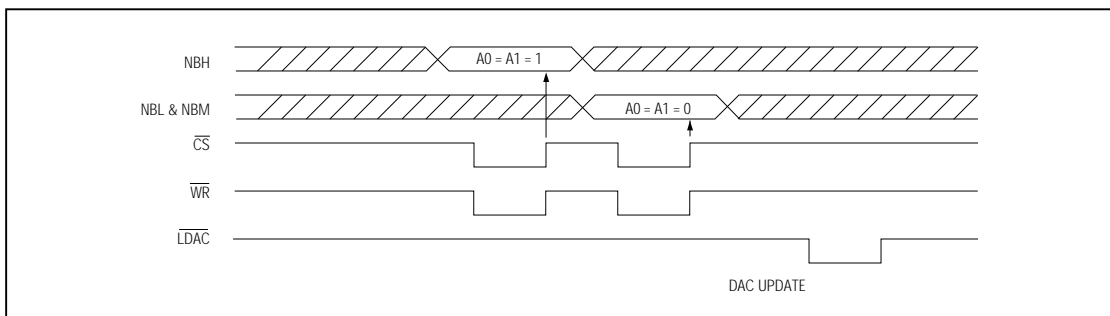 NBH
A0 = A1 = 1
NBL & NBM
A0 = A1 = 0
CS
WR
LDAC
DAC UPDATE